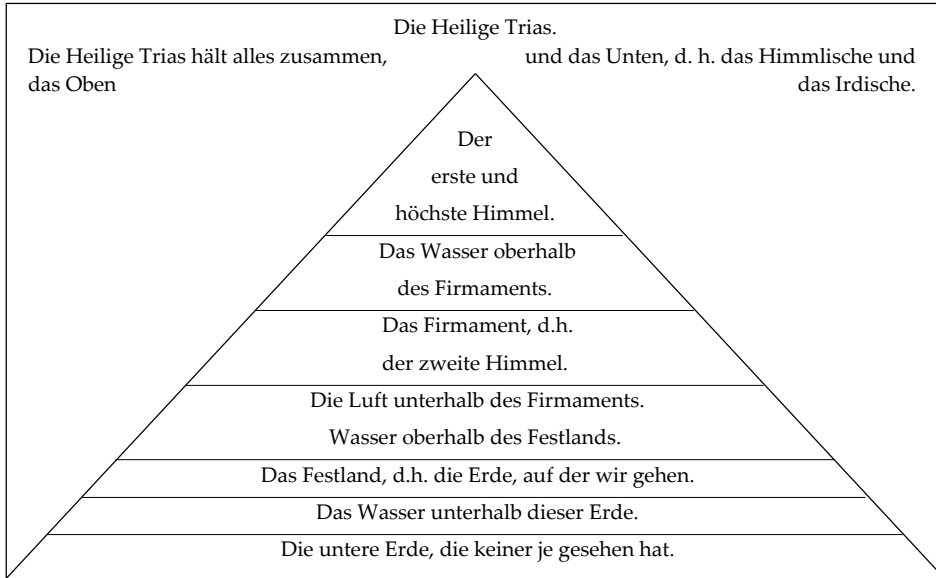 Die Heilige Trias.
Die Heilige Trias hält alles zusammen,
das Oben
und das Unten, d. h. das Himmlische und
das Irdische.
Der
erste und
höchste Himmel.
Das Wasser oberhalb
des Firmaments.
Das Firmament, d.h.
der zweite Himmel.
Die Luft unterhalb des Firmaments.
Wasser oberhalb des Festlands.
Das Festland, d.h. die Erde, auf der wir gehen.
Das Wasser unterhalb dieser Erde.
Die untere Erde, die keiner je gesehen hat.